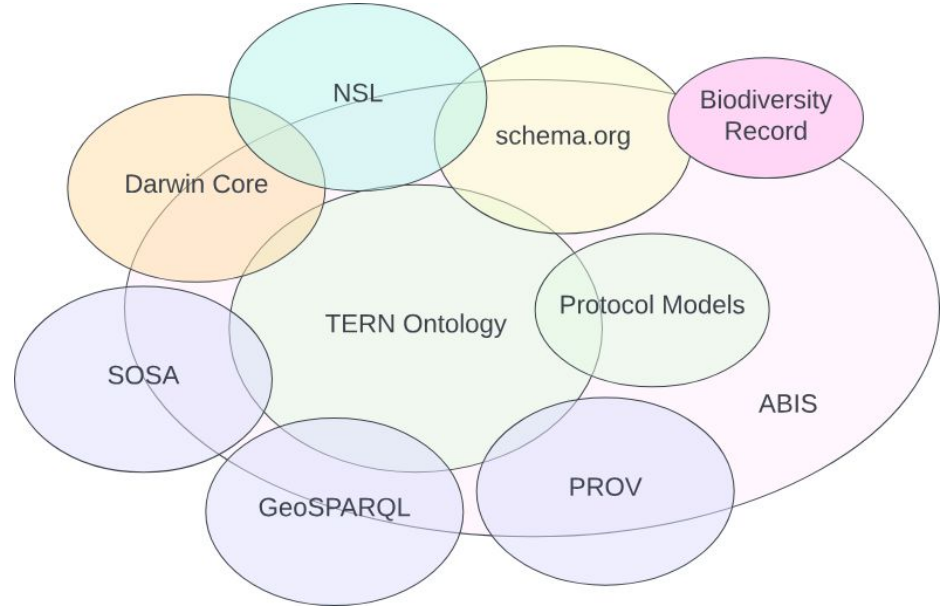 NSL
Biodiversity
Record
schema.org
Darwin Core
Protocol Models
TERN Ontology
SOSA
ABIS
PROV
GeoSPARQL